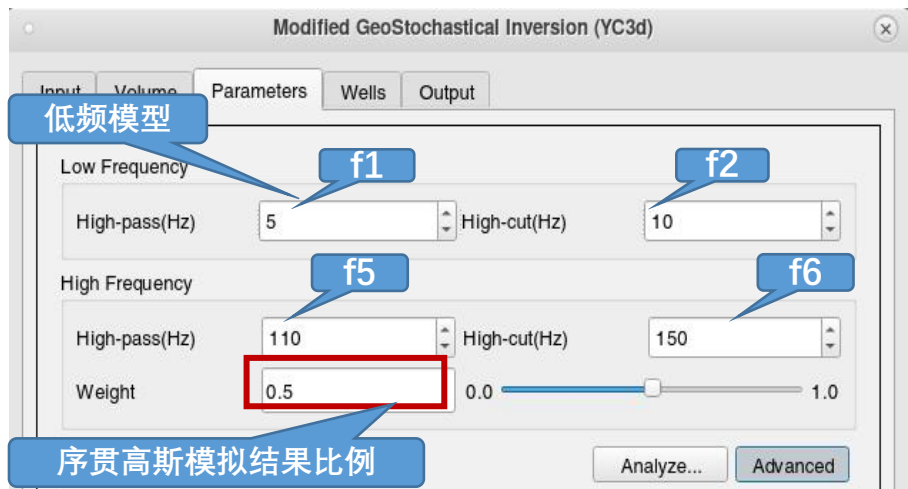 Modified GeoStochastical Inversion (YC3d)
Input Volume Parameters Wells Output
低频模型
f1 f2
Low Frequency
High-pass(Hz) 5 High-cut(Hz) 10
f5 f6
High Frequency
High-pass(Hz) 110 High-cut(Hz) 150
Weight 0.5 0.0 1.0
序贯高斯模拟结果比例
Analyze... Advanced